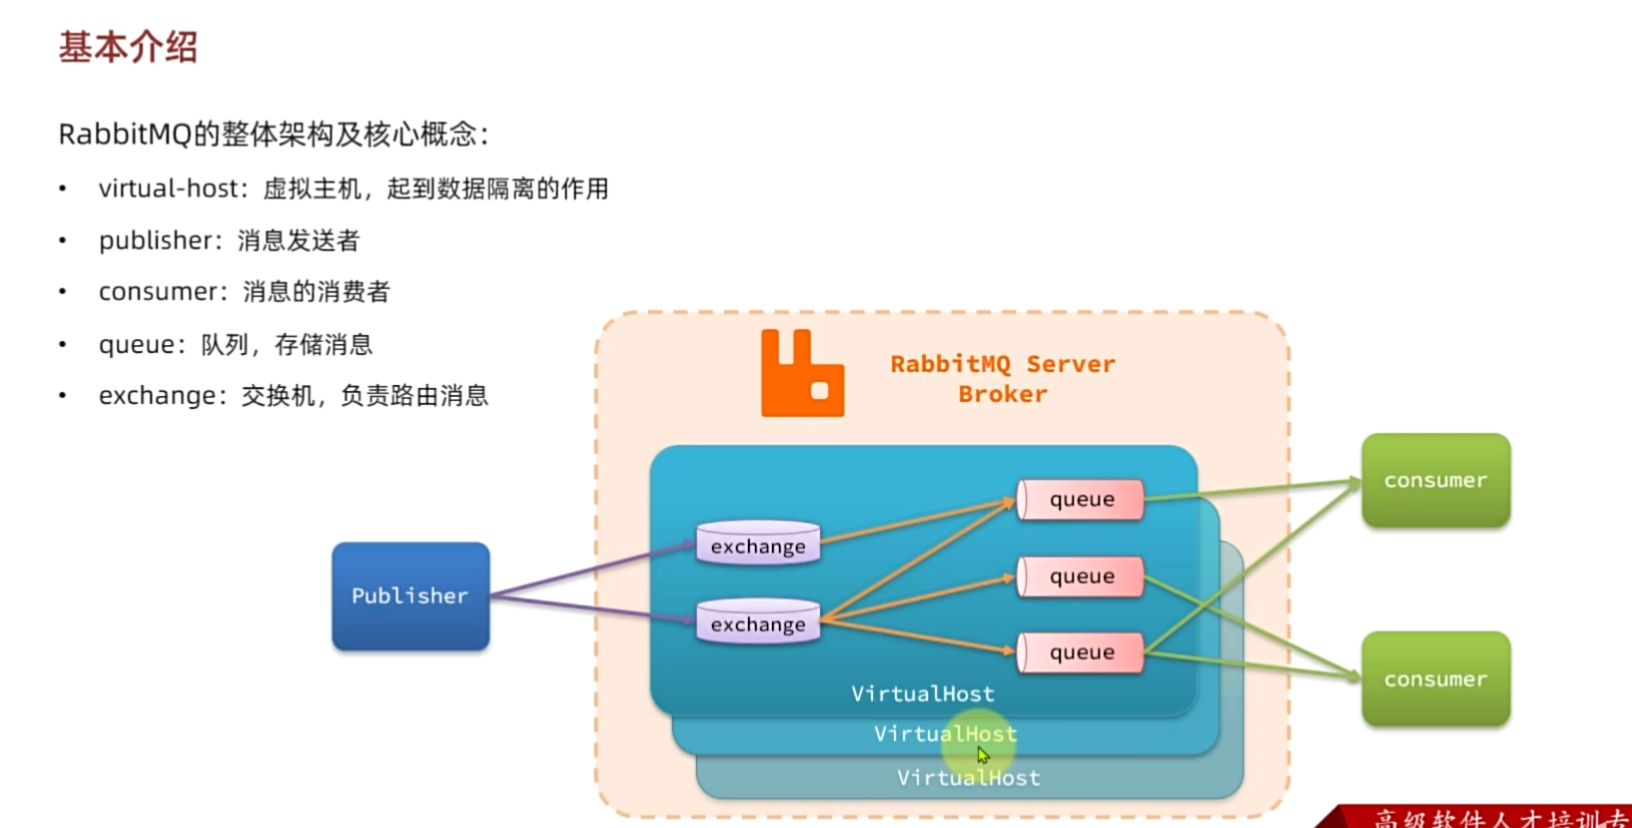 基本介绍
RabbitMQ的整体架构及核心概念：
• virtual-host：虚拟主机，起到数据隔离的作用
• publisher：消息发送者
• consumer：消息的消费者
• queue：队列，存储消息
• exchange：交换机，负责路由消息
RabbitMQ Server
Broker
Publisher
exchange
exchange
queue
queue
queue
VirtualHost
VirtualHost
VirtualHost
consumer
consumer
高级软件人才培训专